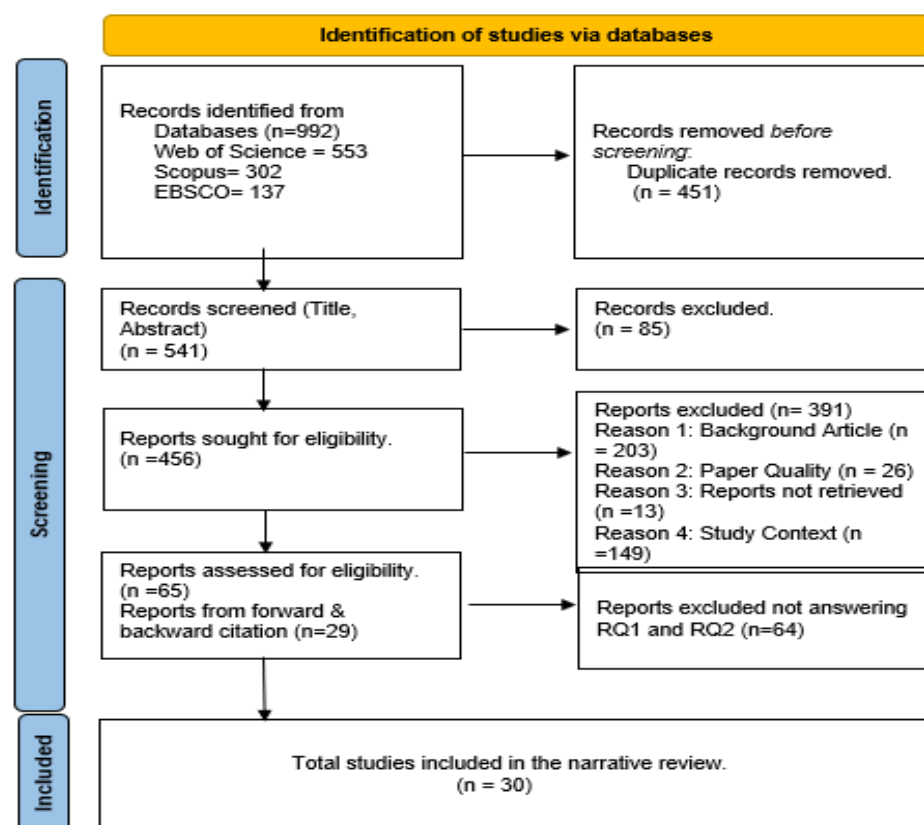 Identification of studies via databases
Identification
Records identified from
Databases (n=992)
Web of Science = 553
Scopus= 302
EBSCO= 137
Records removed before
screening:
Duplicate records removed.
(n = 451)
Screening
Records screened (Title,
Abstract)
(n = 541)
Records excluded.
(n = 85)
Reports sought for eligibility.
(n =456)
Reports excluded (n= 391)
Reason 1: Background Article (n
= 203)
Reason 2: Paper Quality (n = 26)
Reason 3: Reports not retrieved
(n =13)
Reason 4: Study Context (n
=149)
Reports assessed for eligibility.
(n =65)
Reports from forward &
backward citation (n=29)
Reports excluded not answering
RQ1 and RQ2 (n=64)
Included
Total studies included in the narrative review.
(n = 30)